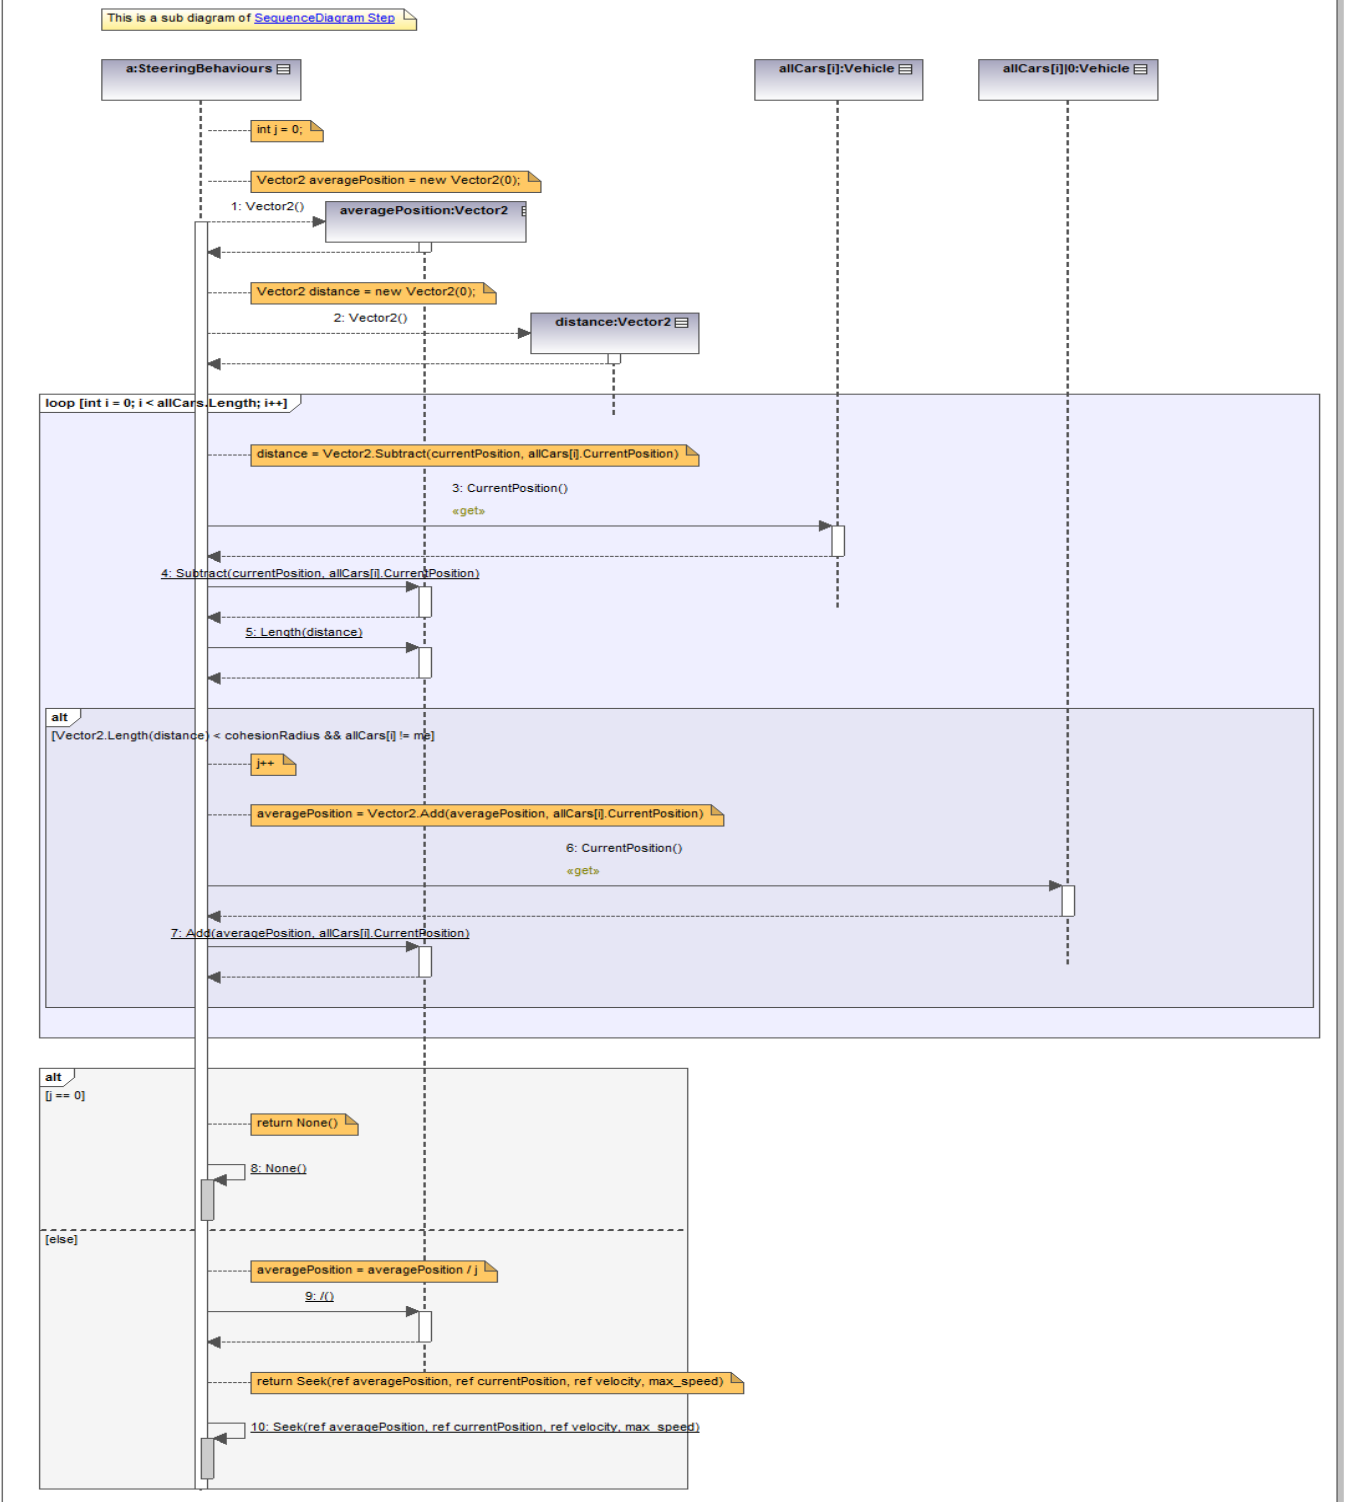 This is a sub diagram of SequenceDiagram Step
a:SteeringBehaviours
allCars[i]:Vehicle
allCars[i]|0:Vehicle
int j = 0;
Vector2 averagePosition = new Vector2(0);
1: Vector2()
averagePosition:Vector2
Vector2 distance = new Vector2(0);
2: Vector2()
distance:Vector2
loop [int i = 0; i < allCars.Length; i++]
distance = Vector2.Subtract(currentPosition, allCars[i].CurrentPosition)
3: CurrentPosition()
«get»
4: Subtract(currentPosition, allCars[i].CurrentPosition)
5: Length(distance)
alt
[Vector2.Length(distance) < cohesionRadius && allCars[i] != me]
j++
averagePosition = Vector2.Add(averagePosition, allCars[i].CurrentPosition)
6: CurrentPosition()
«get»
7: Add(averagePosition, allCars[i].CurrentPosition)
alt
[j == 0]
return None()
8: None()
[else]
averagePosition = averagePosition / j
9: /()
return Seek(ref averagePosition, ref currentPosition, ref velocity, max_speed)
10: Seek(ref averagePosition, ref currentPosition, ref velocity, max_speed)